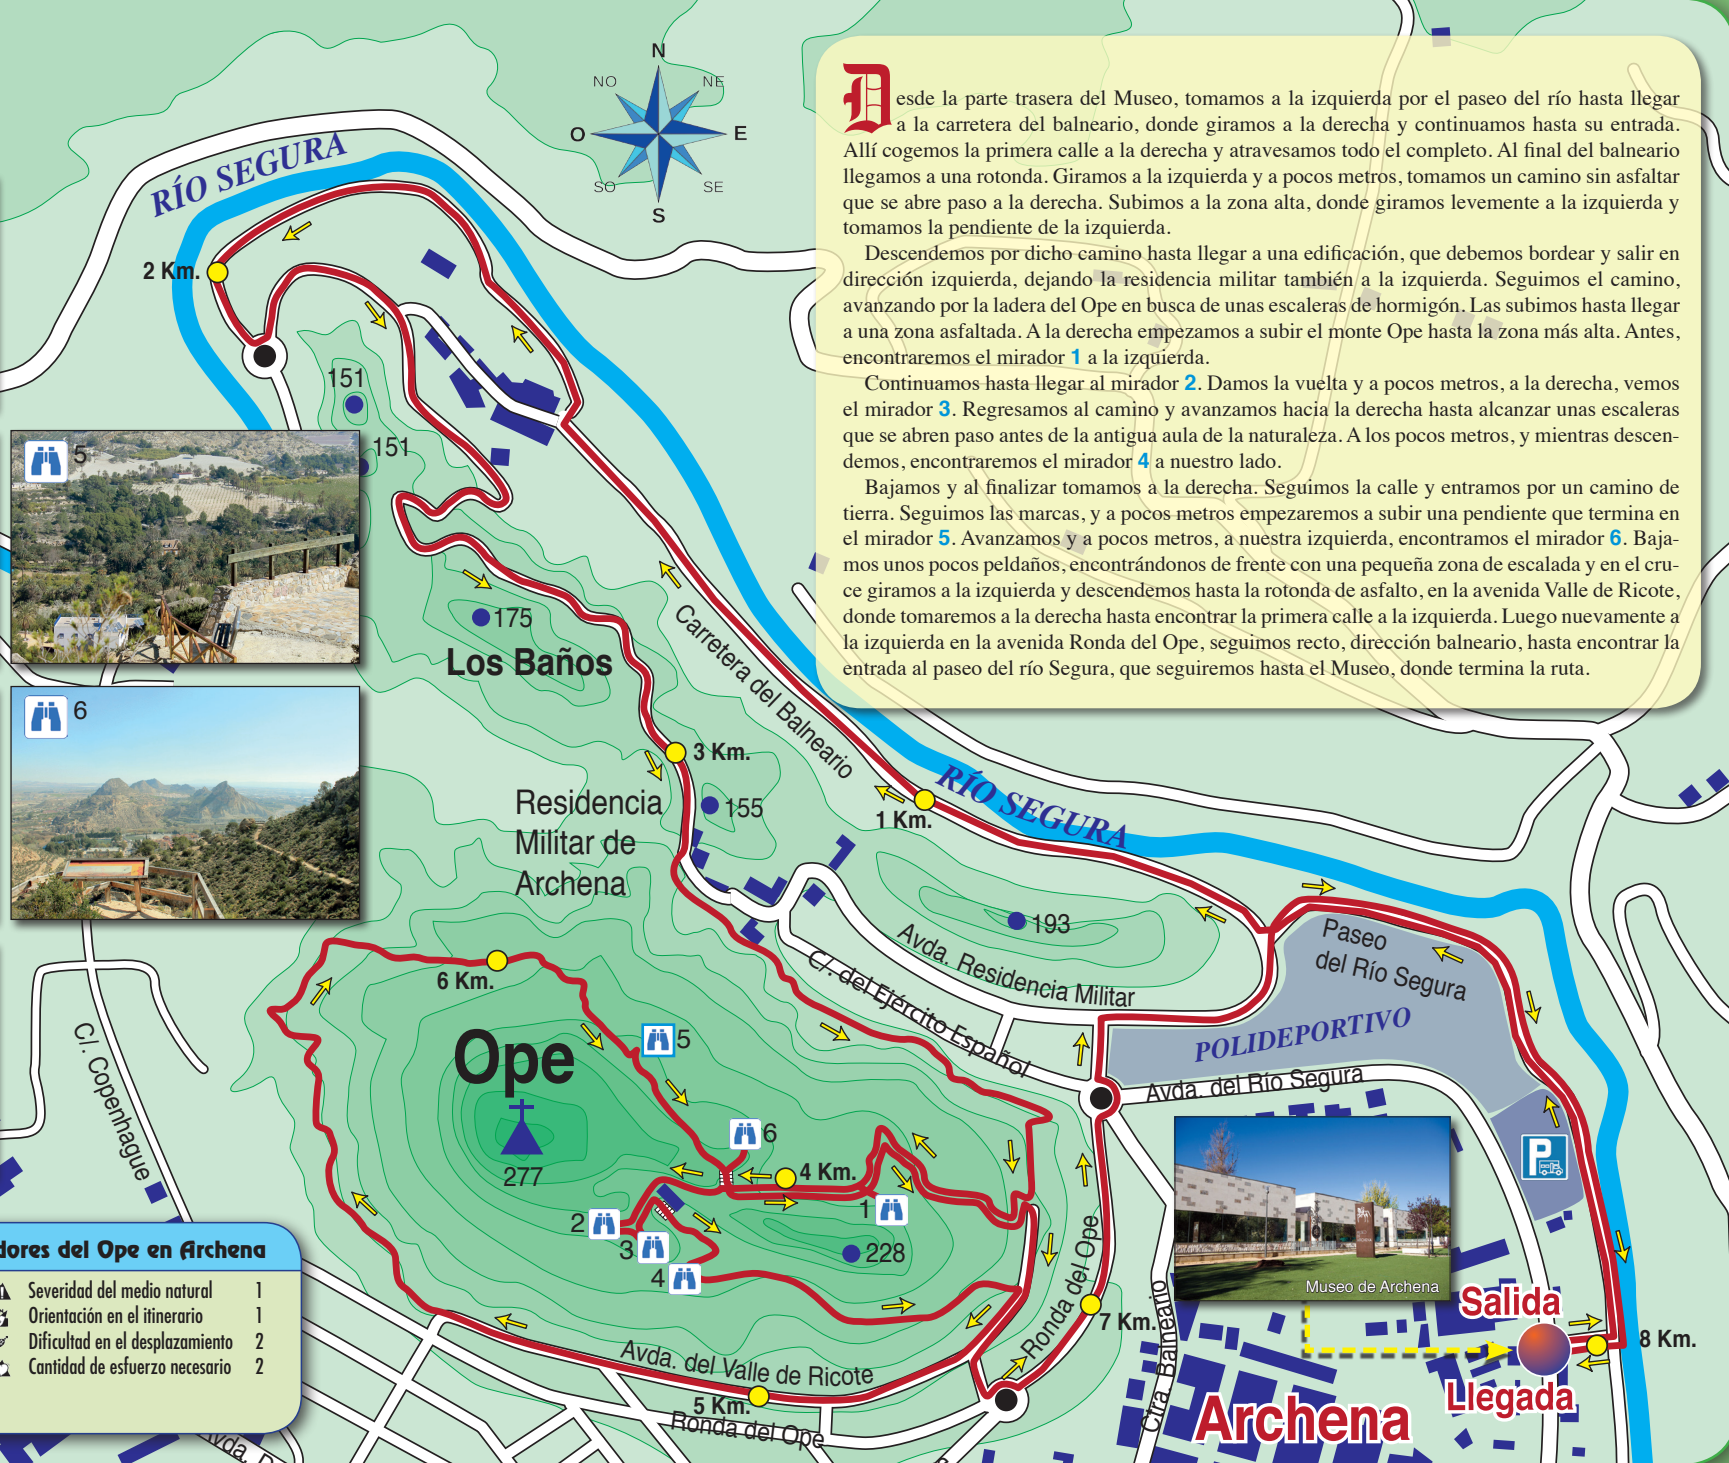 N
NO
NE
O
E
SO
SE
S
Desde la parte trasera del Museo, tomamos a la izquierda por el paseo del río hasta llegar
a la carretera del balneario, donde giramos a la derecha y continuamos hasta su entrada.
Allí cogemos la primera calle a la derecha y atravesamos todo el completo. Al final del balneario
llegamos a una rotonda. Giramos a la izquierda y a pocos metros, tomamos un camino sin asfaltar
que se abre paso a la derecha. Subimos a la zona alta, donde giramos levemente a la izquierda y
tomamos la pendiente de la izquierda.
Descendemos por dicho camino hasta llegar a una edificación, que debemos bordear y salir en
dirección izquierda, dejando la residencia militar también a la izquierda. Seguimos el camino,
avanzando por la ladera del Ope en busca de unas escaleras de hormigón. Las subimos hasta llegar
a una zona asfaltada. A la derecha empezamos a subir el monte Ope hasta la zona más alta. Antes,
encontraremos el mirador 1 a la izquierda.
Continuamos hasta llegar al mirador 2. Damos la vuelta y a pocos metros, a la derecha, vemos
el mirador 3. Regresamos al camino y avanzamos hacia la derecha hasta alcanzar unas escaleras
que se abren paso antes de la antigua aula de la naturaleza. A los pocos metros, y mientras descen-
demos, encontraremos el mirador 4 a nuestro lado.
Bajamos y al finalizar tomamos a la derecha. Seguimos la calle y entramos por un camino de
tierra. Seguimos las marcas, y a pocos metros empezaremos a subir una pendiente que termina en
el mirador 5. Avanzamos y a pocos metros, a nuestra izquierda, encontramos el mirador 6. Baja-
mos unos pocos peldaños, encontrándonos de frente con una pequeña zona de escalada y en el cru-
ce giramos a la izquierda y descendemos hasta la rotonda de asfalto, en la avenida Valle de Ricote,
donde tomaremos a la derecha hasta encontrar la primera calle a la izquierda. Luego nuevamente a
la izquierda en la avenida Ronda del Ope, seguimos recto, dirección balneario, hasta encontrar la
entrada al paseo del río Segura, que seguiremos hasta el Museo, donde termina la ruta.
RÍO SEGURA
2 Km.
151
151
5
175
Los Baños
6
Carretera del Balneario
3 Km.
155
Residencia
Militar de
Archena
1 Km.
RÍO SEGURA
193
Avda. Residencia Militar
C/. del Ejército Español
Paseo
del Río Segura
POLIDEPORTIVO
Avda. del Río Segura
6 Km.
Ope
277
5
6
4 Km.
1
2
3
4
228
C/. Copenhague
P
Museo de Archena
Ronda del Ope
7 Km.
Ctra. Balneario
Salida
8 Km.
Llegada
Archena
Avda. del Valle de Ricote
5 Km.
Ronda del Ope
dores del Ope en Archena
Severidad del medio natural 1
Orientación en el itinerario 1
Dificultad en el desplazamiento 2
Cantidad de esfuerzo necesario 2